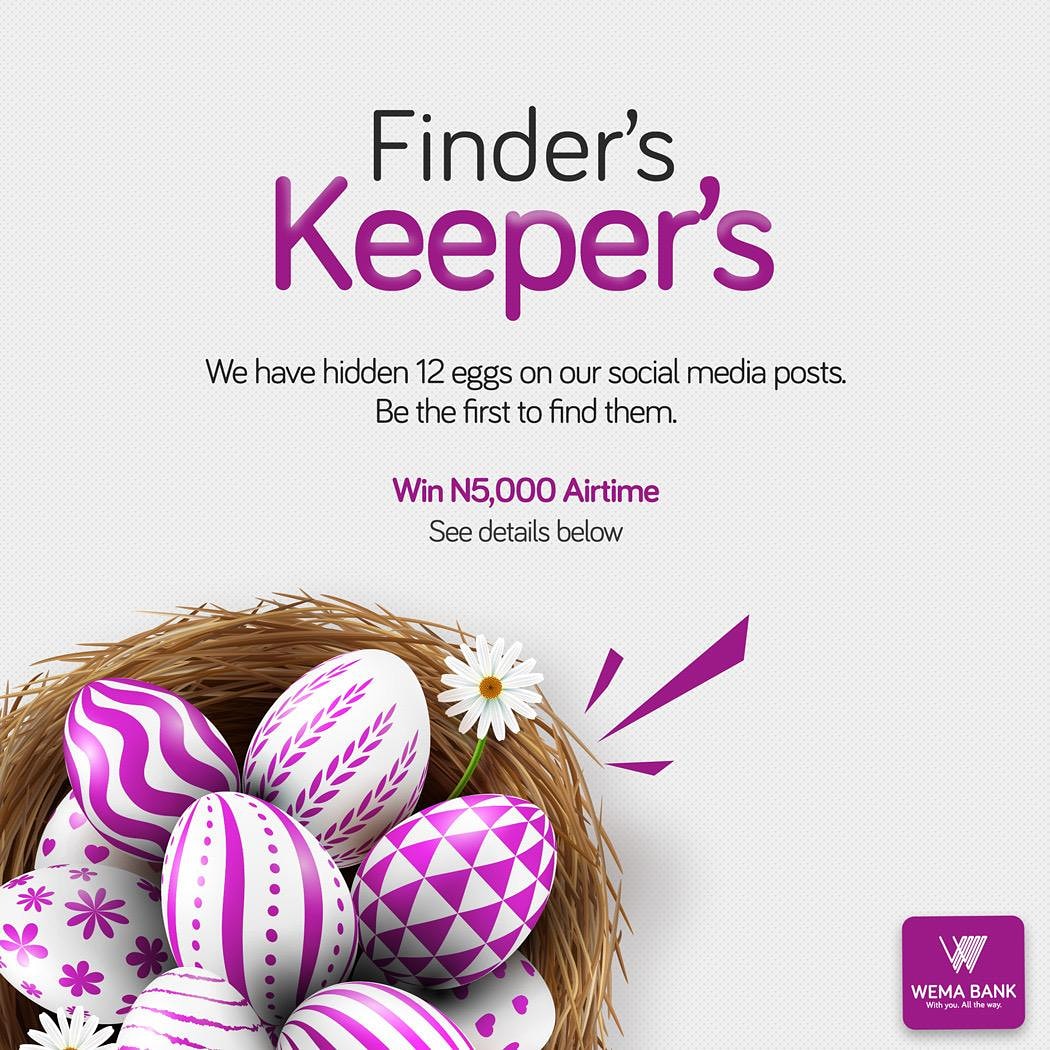 Finder’s
Keeper’s
We have hidden 12 eggs on our social media posts.
Be the first to find them.
Win N5,000 Airtime
See details below
WEMA BANK
With you. All the way.